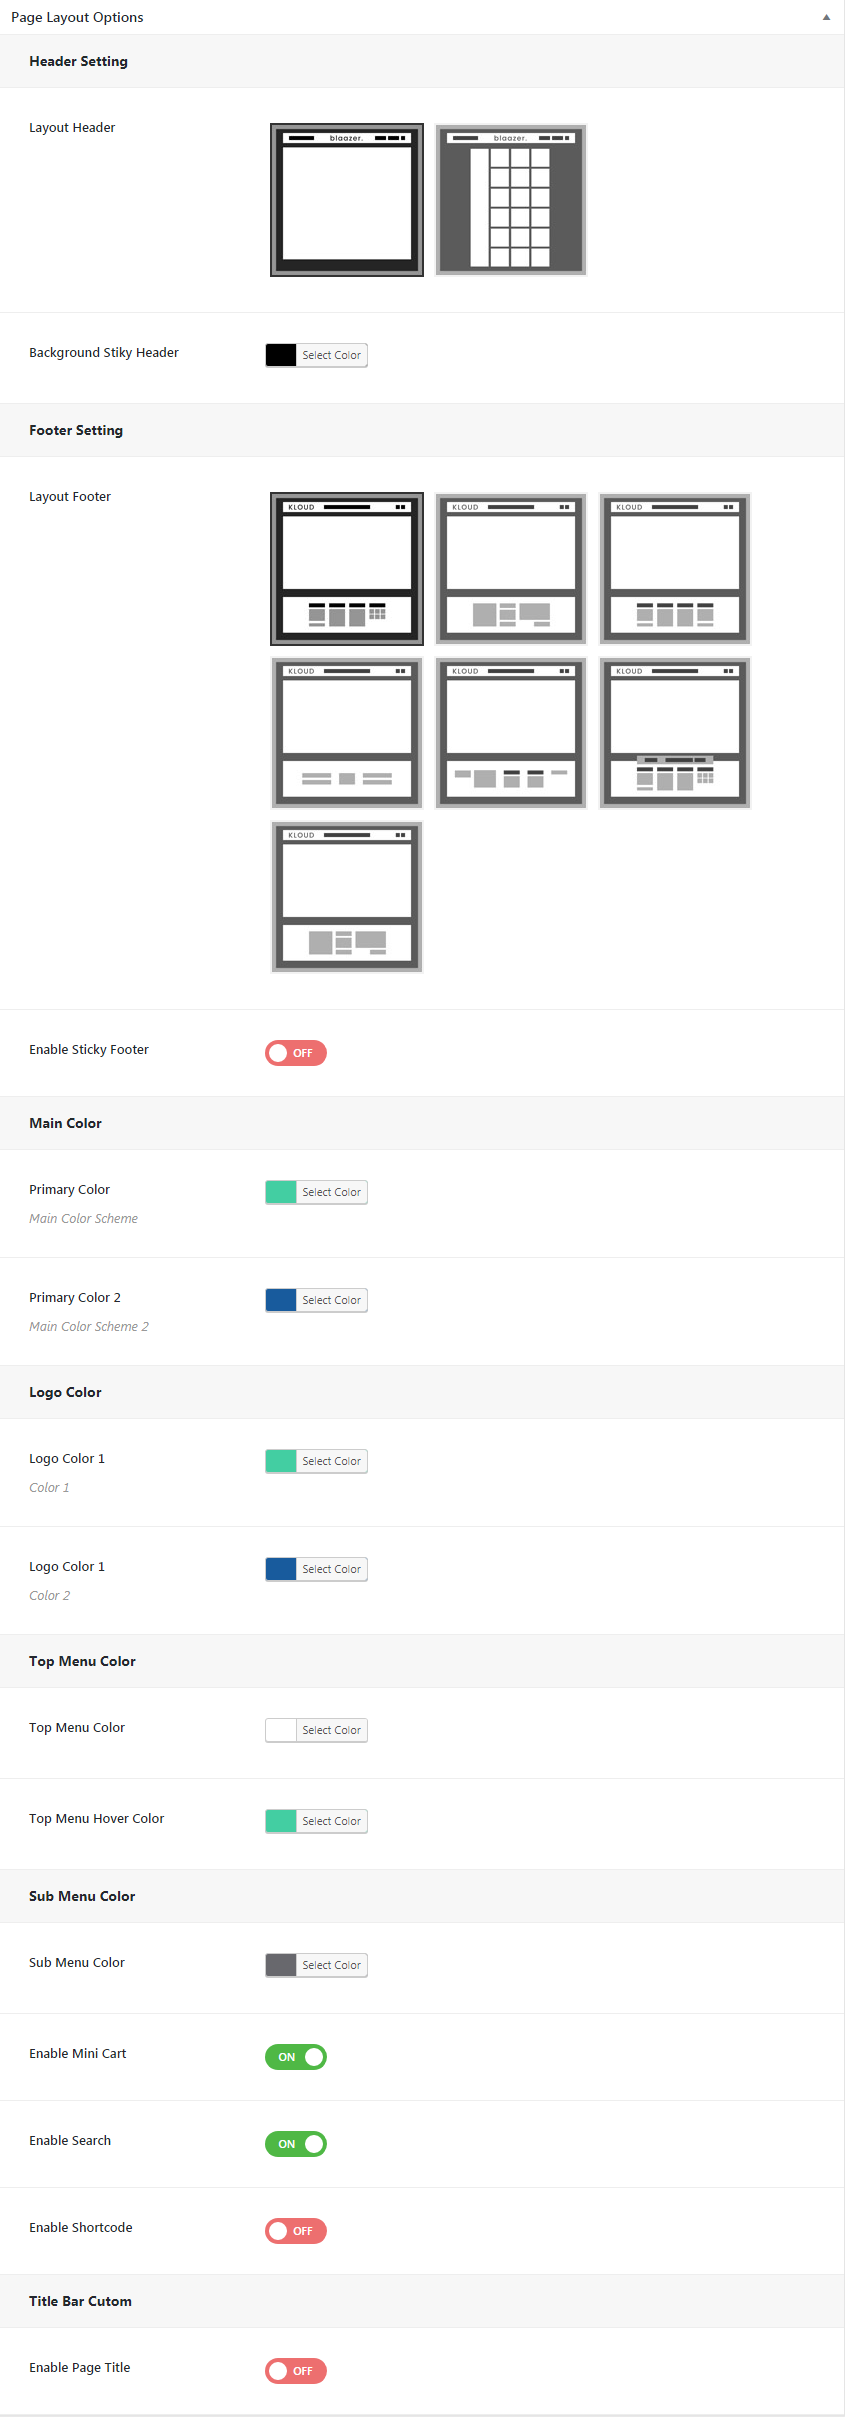 Page Layout Options
Header Setting
Layout Header
blaazer.
blaazer.
Background Stiky Header
Select Color
Footer Setting
Layout Footer
KLOUD
KLOUD
KLOUD
KLOUD
KLOUD
KLOUD
KLOUD
Enable Sticky Footer
OFF
Main Color
Primary Color
Select Color
Main Color Scheme
Primary Color 2
Select Color
Main Color Scheme 2
Logo Color
Logo Color 1
Select Color
Color 1
Logo Color 1
Select Color
Color 2
Top Menu Color
Top Menu Color
Select Color
Top Menu Hover Color
Select Color
Sub Menu Color
Sub Menu Color
Select Color
Enable Mini Cart
ON
Enable Search
ON
Enable Shortcode
OFF
Title Bar Cutom
Enable Page Title
OFF